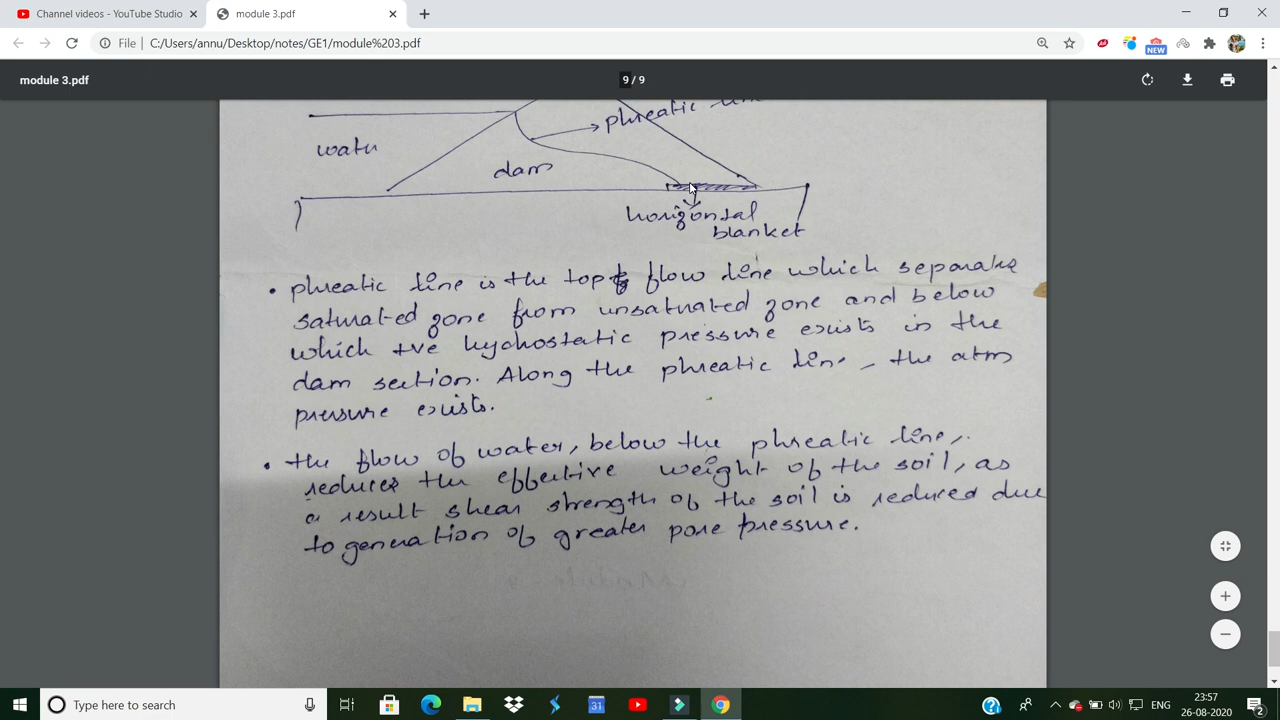 Channel videos - YouTube Studio
module 3.pdf
File
C:/Users/annu/Desktop/notes/GE1/module%203.pdf
NEW
module 3.pdf
9 / 9
phreatic line
water
dam
horizontal
blanket
• phreatic line is the top flow line which separates
saturated zone from unsaturated zone and below
which +ve hydrostatic pressure exists in the
dam section. Along the phreatic line, the atm
pressure exists.
• the flow of water, below the phreatic line,
reduces the effective weight of the soil, as
a result shear strength of the soil is reduced due
to generation of greater pore pressure.
Type here to search
31
ENG
23:57
26-08-2020
2